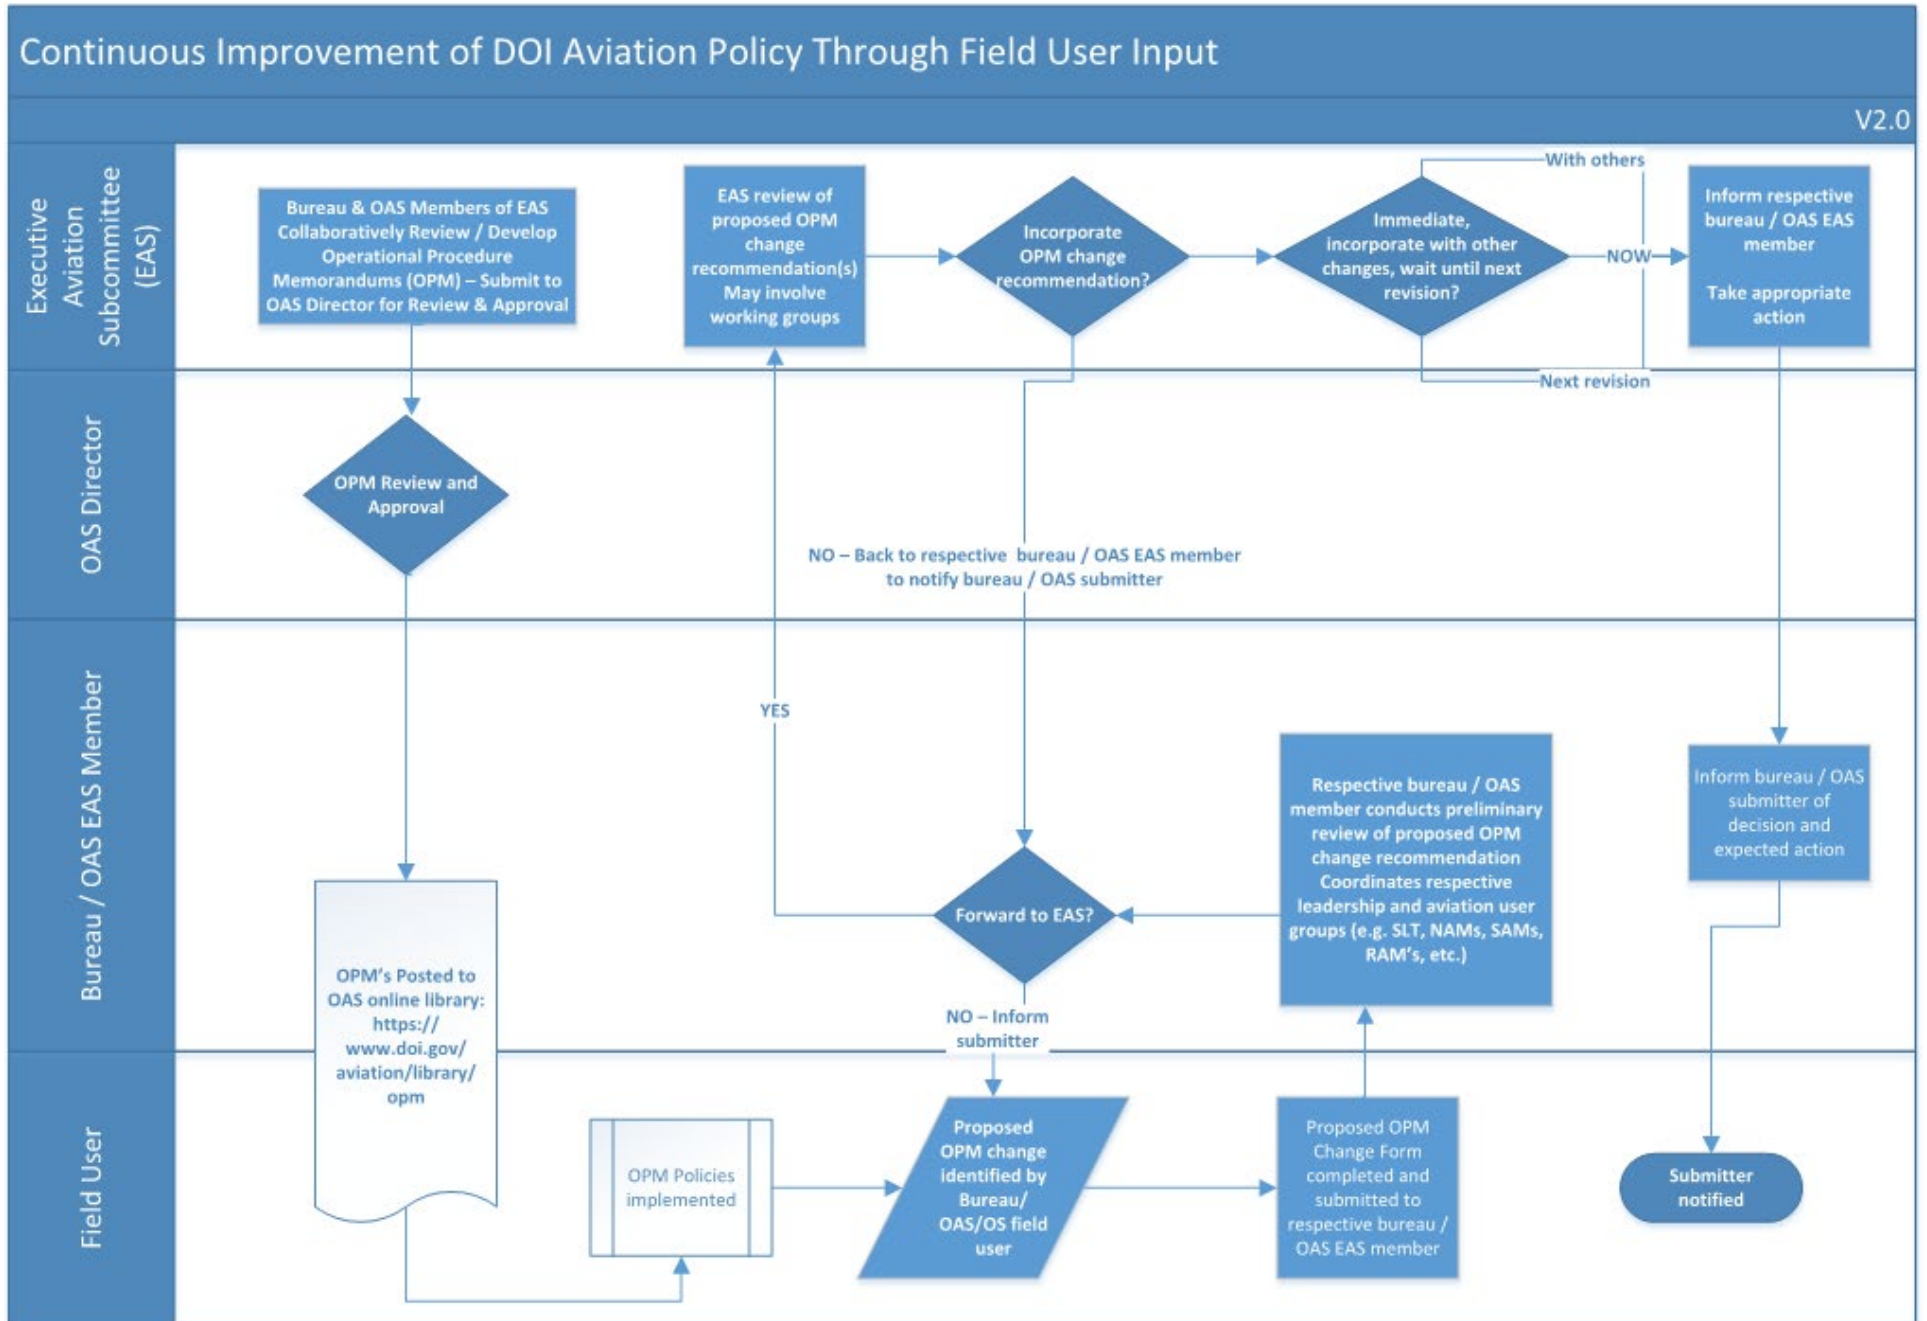 Continuous Improvement of DOI Aviation Policy Through Field User Input
V2.0
Executive
Aviation
Subcommittee
(EAS)
Bureau & OAS Members of EAS
Collaboratively Review / Develop
Operational Procedure
Memorandums (OPM) – Submit to
OAS Director for Review & Approval
EAS review of
proposed OPM
change
recommendation(s)
May involve
working groups
Incorporate
OPM change
recommendation?
Immediate,
incorporate with other
changes, wait until next
revision?
With others
NOW
Next revision
Inform respective
bureau / OAS EAS
member
Take appropriate
action
OAS Director
OPM Review and
Approval
NO – Back to respective bureau / OAS EAS member
to notify bureau / OAS submitter
Bureau / OAS EAS Member
YES
Forward to EAS?
NO – Inform
submitter
Respective bureau / OAS
member conducts preliminary
review of proposed OPM
change recommendation
Coordinates respective
leadership and aviation user
groups (e.g. SLT, NAMs, SAMs,
RAM's, etc.)
Inform bureau / OAS
submitter of
decision and
expected action
OPM's Posted to
OAS online library:
https://
www.doi.gov/
aviation/library/
opm
Field User
OPM Policies
implemented
Proposed
OPM change
identified by
Bureau/
OAS/OS field
user
Proposed OPM
Change Form
completed and
submitted to
respective bureau /
OAS EAS member
Submitter
notified